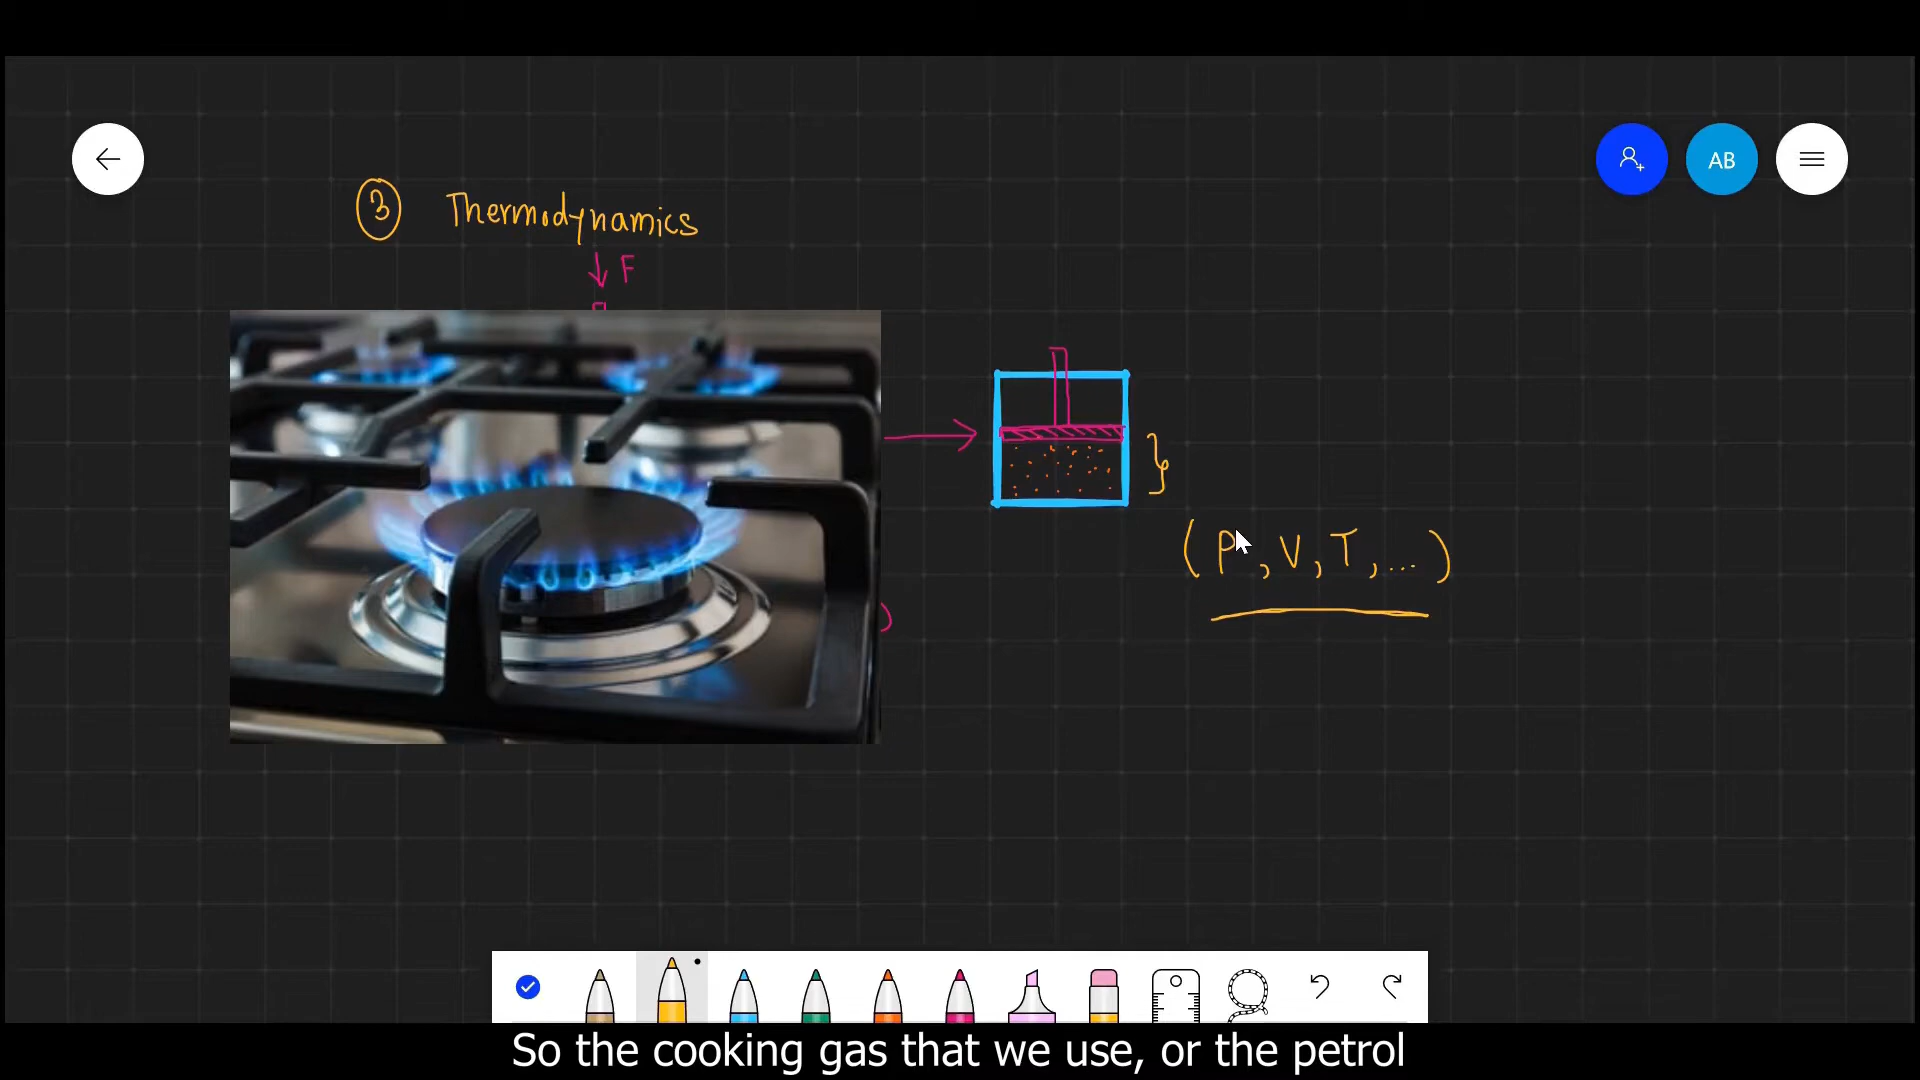 AB
3 Thermodynamics
F
(P, V, T, ...)
So the cooking gas that we use, or the petrol